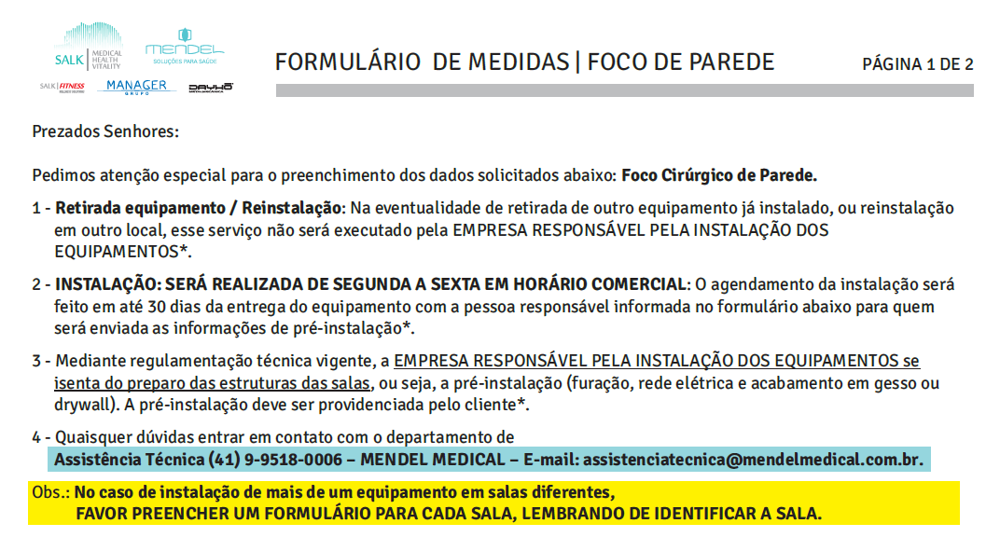 SALK MEDICAL
HEALTH
VITALITY
MENDEL
SOLUÇÕES PARA SAÚDE
SALK FITNESS
MANAGER
GRUPO
DAYHÔ
METALMECÂNICA
FORMULÁRIO DE MEDIDAS | FOCO DE PAREDE
PÁGINA 1 DE 2
Prezados Senhores:
Pedimos atenção especial para o preenchimento dos dados solicitados abaixo: Foco Cirúrgico de Parede.
1 - Retirada equipamento / Reinstalação: Na eventualidade de retirada de outro equipamento já instalado, ou reinstalação
em outro local, esse serviço não será executado pela EMPRESA RESPONSÁVEL PELA INSTALAÇÃO DOS
EQUIPAMENTOS*.
2 - INSTALAÇÃO: SERÁ REALIZADA DE SEGUNDA A SEXTA EM HORÁRIO COMERCIAL: O agendamento da instalação será
feito em até 30 dias da entrega do equipamento com a pessoa responsável informada no formulário abaixo para quem
será enviada as informações de pré-instalação*.
3 - Mediante regulamentação técnica vigente, a EMPRESA RESPONSÁVEL PELA INSTALAÇÃO DOS EQUIPAMENTOS se
isenta do preparo das estruturas das salas, ou seja, a pré-instalação (furação, rede elétrica e acabamento em gesso ou
drywall). A pré-instalação deve ser providenciada pelo cliente*.
4 - Quaisquer dúvidas entrar em contato com o departamento de
Assistência Técnica (41) 9-9518-0006 – MENDEL MEDICAL – E-mail: assistenciatecnica@mendelmedical.com.br.
Obs.: No caso de instalação de mais de um equipamento em salas diferentes,
FAVOR PREENCHER UM FORMULÁRIO PARA CADA SALA, LEMBRANDO DE IDENTIFICAR A SALA.